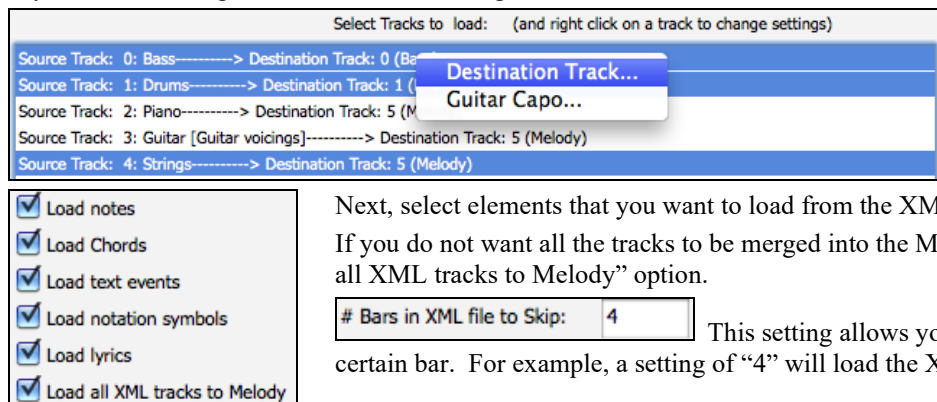 Select Tracks to load: (and right click on a track to change settings)
Source Track: 0: Bass----------> Destination Track: 0 (Ba
Destination Track...
Source Track: 1: Drums----------> Destination Track: 1 (
Guitar Capo...
Source Track: 2: Piano----------> Destination Track: 5 (M
Source Track: 3: Guitar [Guitar voicings]----------> Destination Track: 5 (Melody)
Source Track: 4: Strings----------> Destination Track: 5 (Melody)
Load notes
Load Chords
Load text events
Load notation symbols
Load lyrics
Load all XML tracks to Melody
Next, select elements that you want to load from the XM
If you do not want all the tracks to be merged into the M
all XML tracks to Melody” option.
# Bars in XML file to Skip: 4
This setting allows yo
certain bar. For example, a setting of “4” will load the X